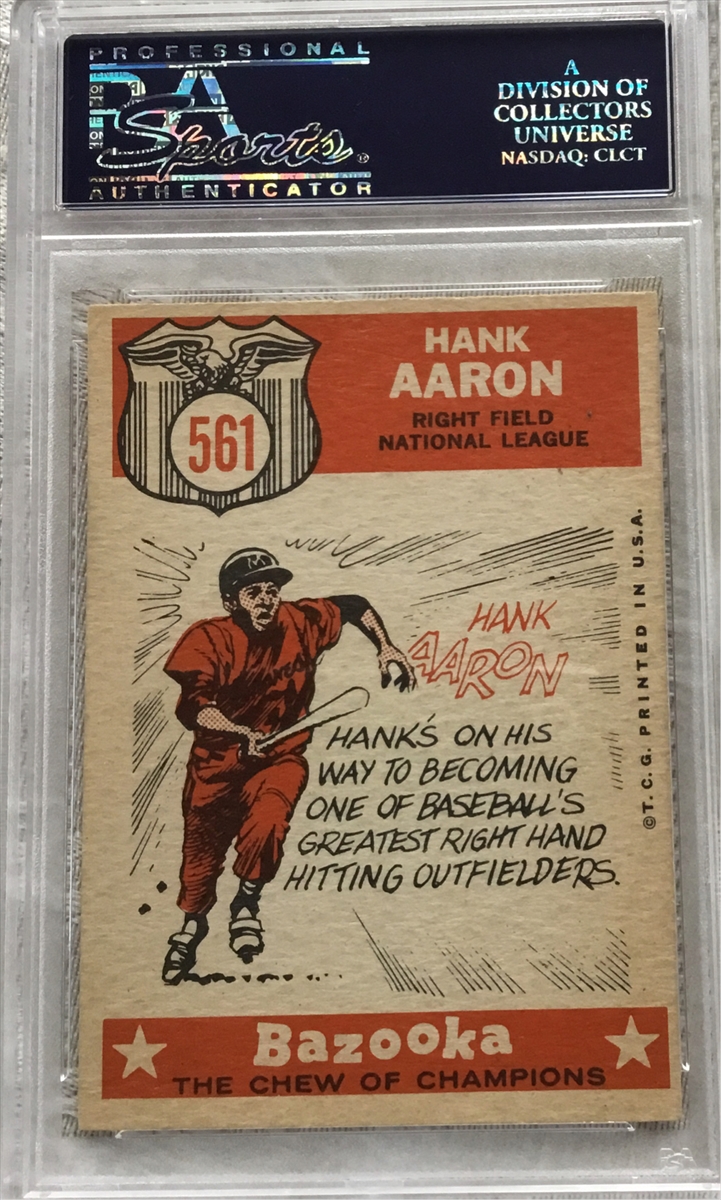 PROFESSIONAL
PSA
Sports®
AUTHENTICATOR
A
DIVISION OF
COLLECTORS
UNIVERSE
NASDAQ: CLCT
561
HANK
AARON
RIGHT FIELD
NATIONAL LEAGUE
M
HANK
AARON
HANK'S ON HIS
WAY TO BECOMING
ONE OF BASEBALL'S
GREATEST RIGHT HAND
HITTING OUTFIELDERS.
©T.C.G. PRINTED IN U.S.A.
Bazooka
THE CHEW OF CHAMPIONS